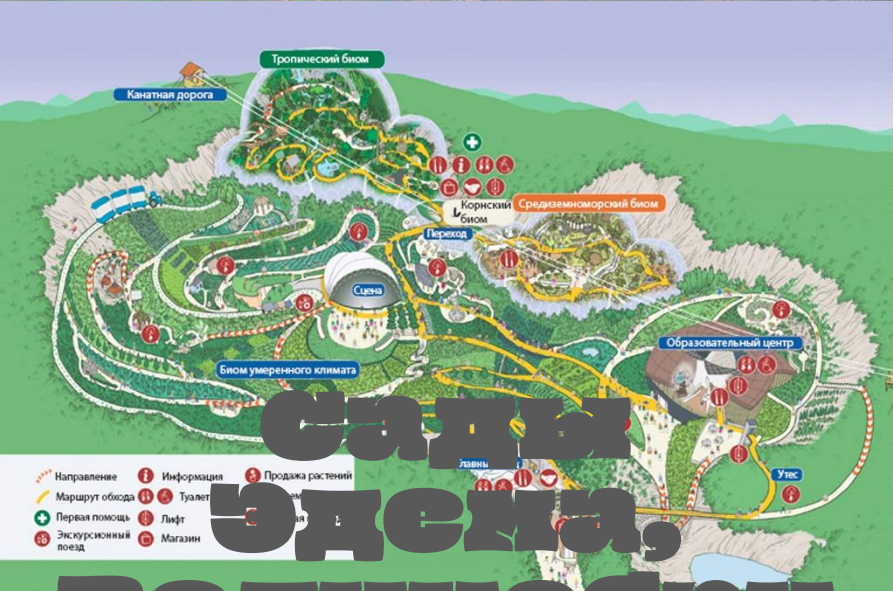 Тропический биом
Канатная дорога
Корнский
биом
Средиземноморский биом
Переход
Сцена
Образовательный центр
Биом умеренного климата
Утес
Направление
Информация
Продажа растений
Маршрут обхода
Туалет
Первая помощь
Лифт
Экскурсионный
поезд
Магазин
Сады
Эдема,